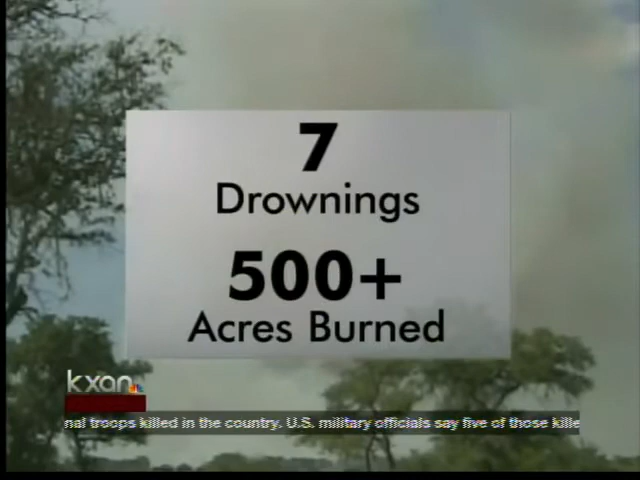 7
Drownings
500+
Acres Burned
kxan
nal troops killed in the country. U.S. military officials say five of those kille